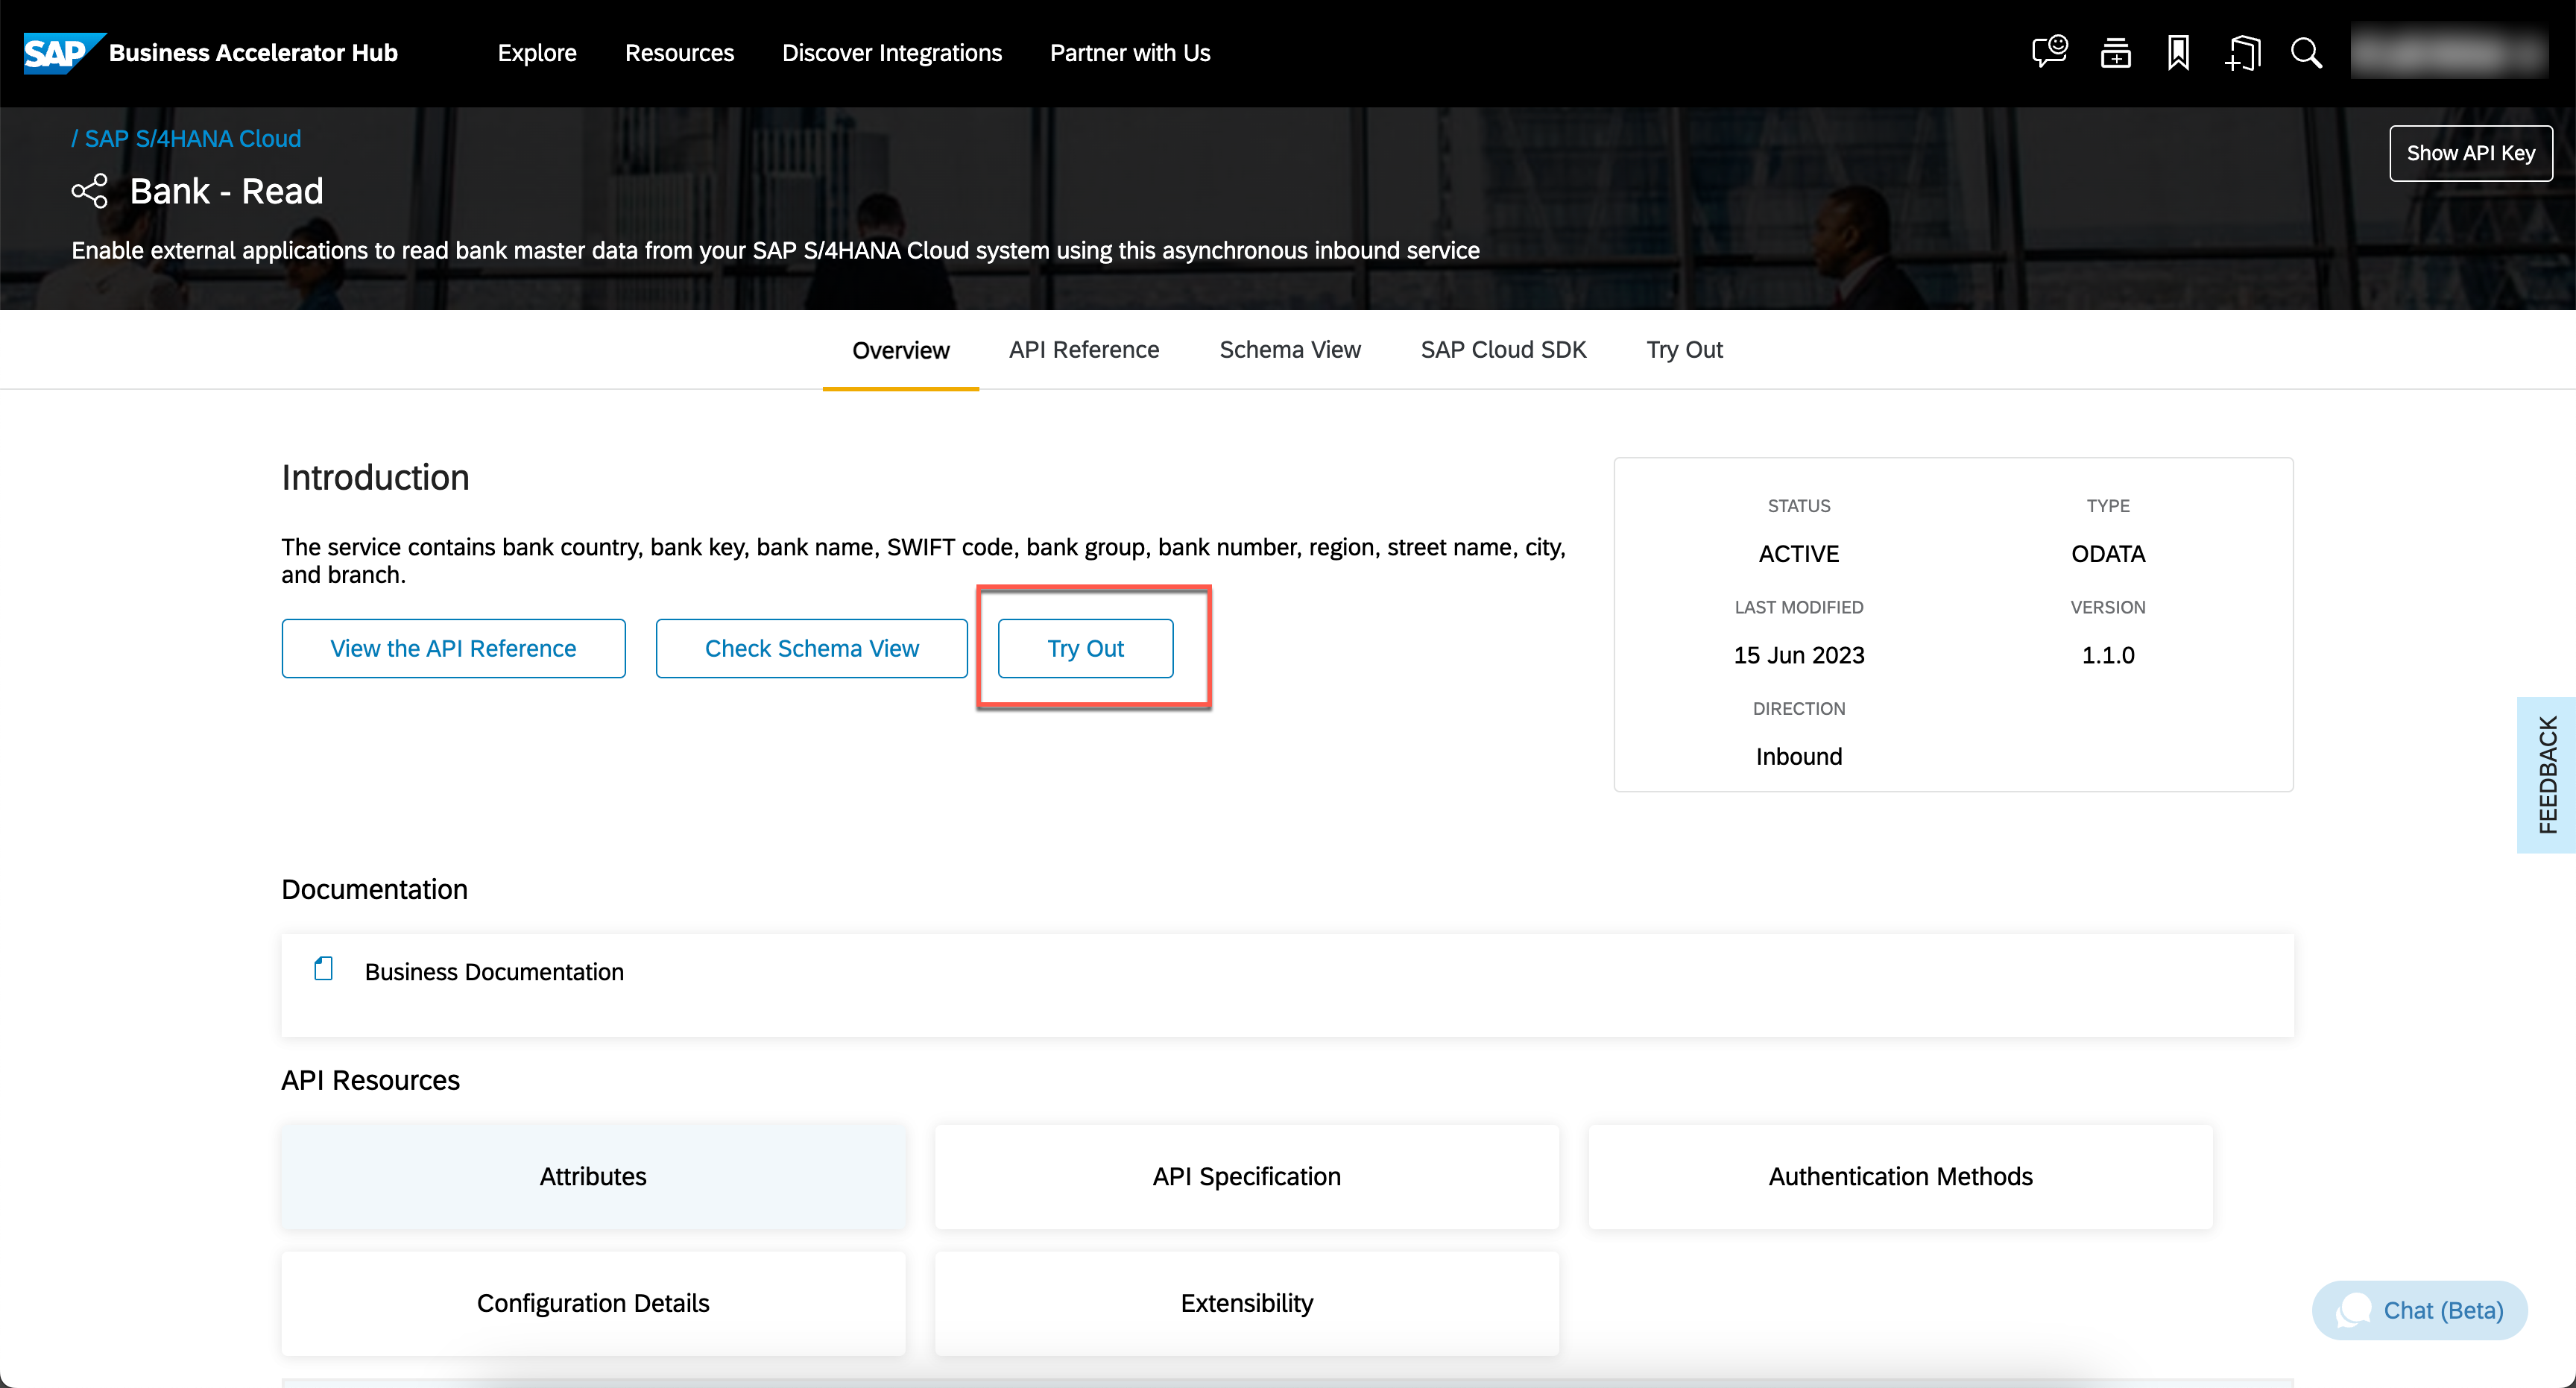 SAP Business Accelerator Hub
Explore
Resources
Discover Integrations
Partner with Us
/ SAP S/4HANA Cloud
Show API Key
Bank - Read
Enable external applications to read bank master data from your SAP S/4HANA Cloud system using this asynchronous inbound service
Overview
API Reference
Schema View
SAP Cloud SDK
Try Out
Introduction
The service contains bank country, bank key, bank name, SWIFT code, bank group, bank number, region, street name, city,
and branch.
View the API Reference
Check Schema View
Try Out
STATUS
TYPE
ACTIVE
ODATA
LAST MODIFIED
VERSION
15 Jun 2023
1.1.0
DIRECTION
Inbound
FEEDBACK
Documentation
Business Documentation
API Resources
Attributes
API Specification
Authentication Methods
Configuration Details
Extensibility
Chat (Beta)